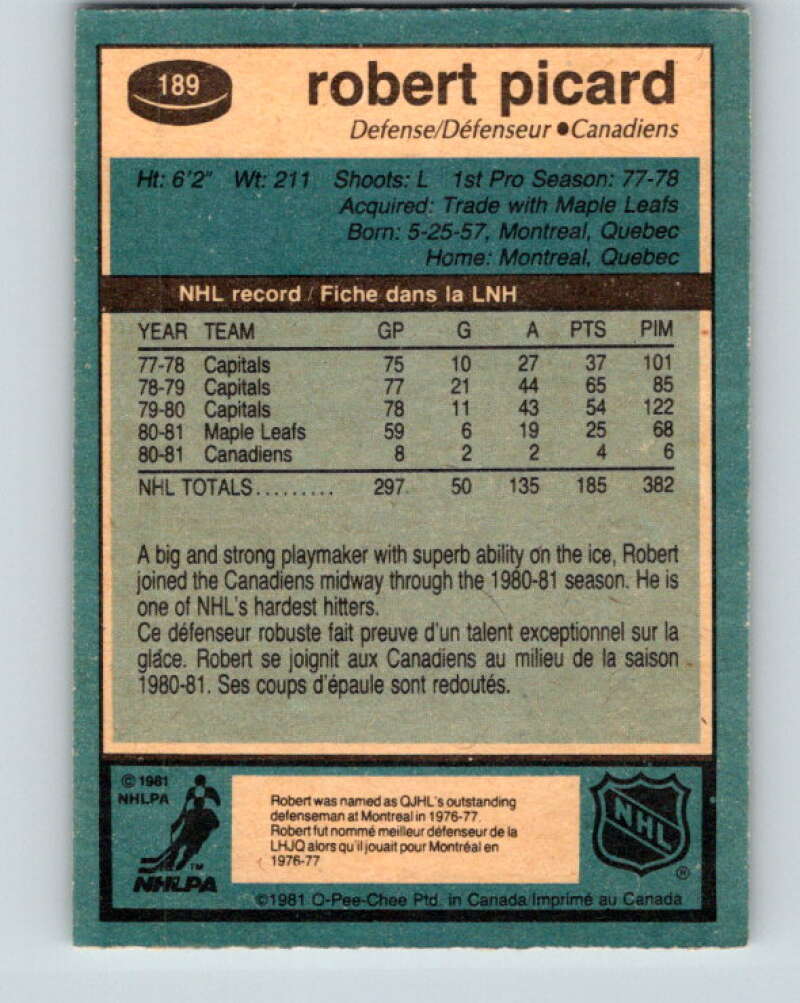 189
robert picard
Defense/Défenseur ●Canadiens
Ht: 6'2" Wt: 211 Shoots: L 1st Pro Season: 77-78
Acquired: Trade with Maple Leafs
Born: 5-25-57, Montreal, Quebec
Home: Montreal, Quebec
NHL record / Fiche dans la LNH
YEAR TEAM GP G A PTS PIM
77-78 Capitals 75 10 27 37 101
78-79 Capitals 77 21 44 65 85
79-80 Capitals 78 11 43 54 122
80-81 Maple Leafs 59 6 19 25 68
80-81 Canadiens 8 2 2 4 6
NHL TOTALS......... 297 50 135 185 382
A big and strong playmaker with superb ability on the ice, Robert
joined the Canadiens midway through the 1980-81 season. He is
one of NHL's hardest hitters.
Ce défenseur robuste fait preuve d'un talent exceptionnel sur la
glace. Robert se joignit aux Canadiens au milieu de la saison
1980-81. Ses coups d'épaule sont redoutés.
© 1981
NHLPA
TM
NHLPA
Robert was named as QJHL's outstanding
defenseman at Montreal in 1976-77.
Robert fut nommé meilleur défenseur de la
LHJQ alors qu'il jouait pour Montréal en
1976-77
NHL
®
©1981 O-Pee-Chee Ptd. in Canada/Imprimé au Canada